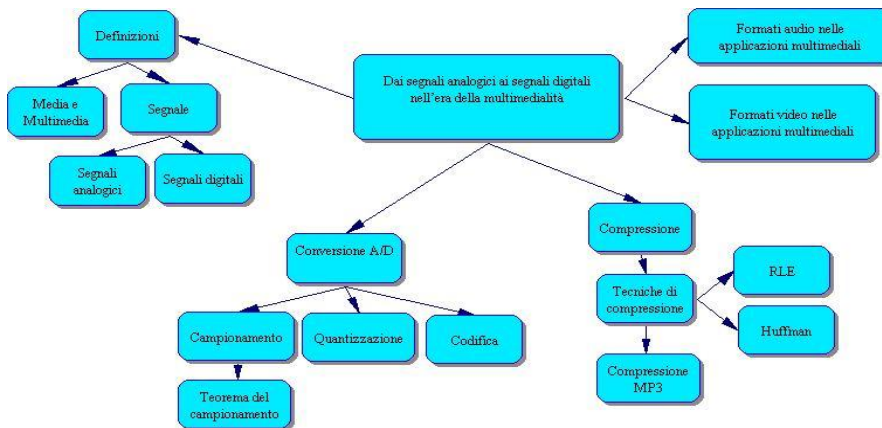 Definizioni
Formati audio nelle
applicazioni multimediali
Dai segnali analogici ai segnali digitali
nell'era della multimedialità
Media e
Multimedia
Segnale
Formati video nelle
applicazioni multimediali
Segnali
analogici
Segnali digitali
Conversione A/D
Compressione
Tecniche di
compressione
RLE
Huffman
Campionamento
Quantizzazione
Codifica
Compressione
MP3
Teorema del
campionamento